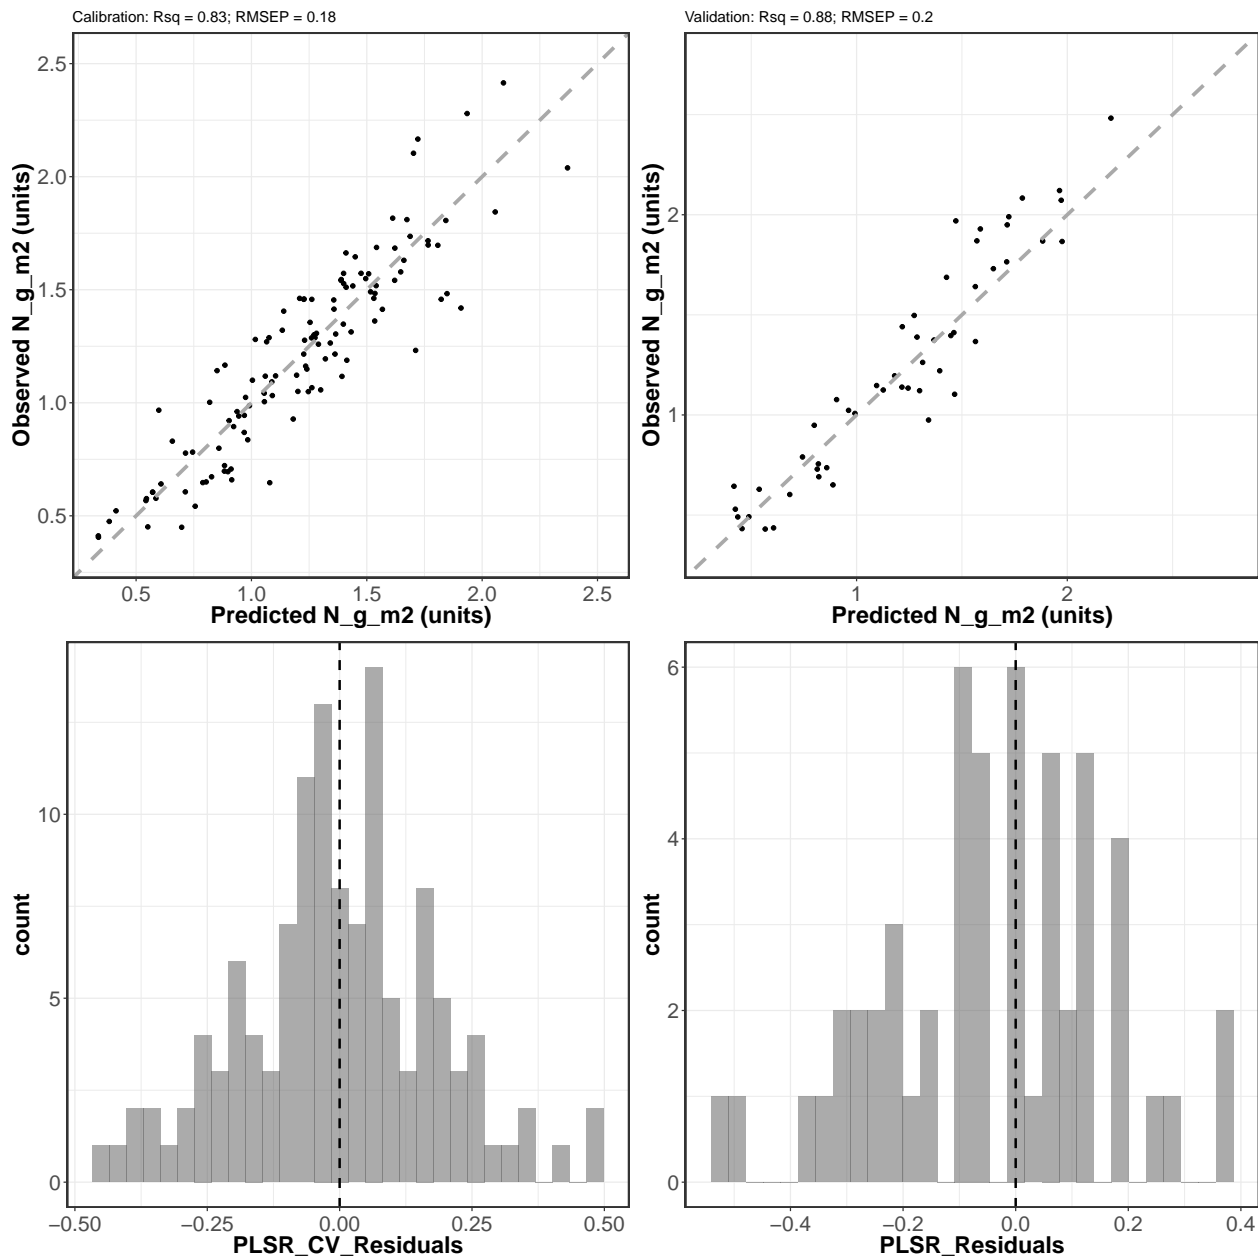 Calibration: Rsq = 0.83; RMSEP = 0.18
Observed N_g_m2 (units)
2.5
2.0
1.5
1.0
0.5
0.5 1.0 1.5 2.0 2.5
Predicted N_g_m2 (units)
Validation: Rsq = 0.88; RMSEP = 0.2
Observed N_g_m2 (units)
2
1
1 2
Predicted N_g_m2 (units)
count
10
5
0
−0.50 −0.25 0.00 0.25 0.50
PLSR_CV_Residuals
count
6
4
2
0
−0.4 −0.2 0.0 0.2 0.4
PLSR_Residuals